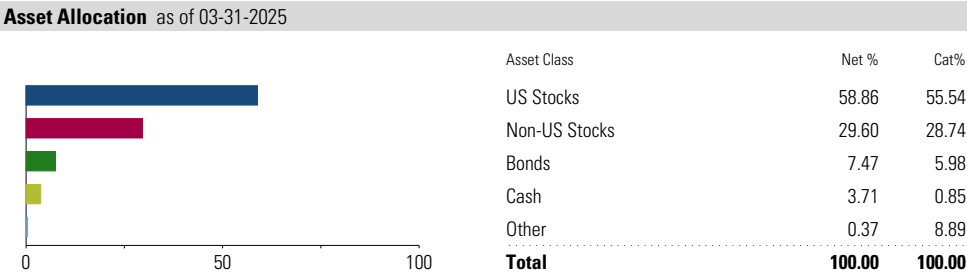 Asset Allocation as of 03-31-2025
Asset Class Net % Cat%
US Stocks 58.86 55.54
Non-US Stocks 29.60 28.74
Bonds 7.47 5.98
Cash 3.71 0.85
Other 0.37 8.89
Total 100.00 100.00
0 50 100